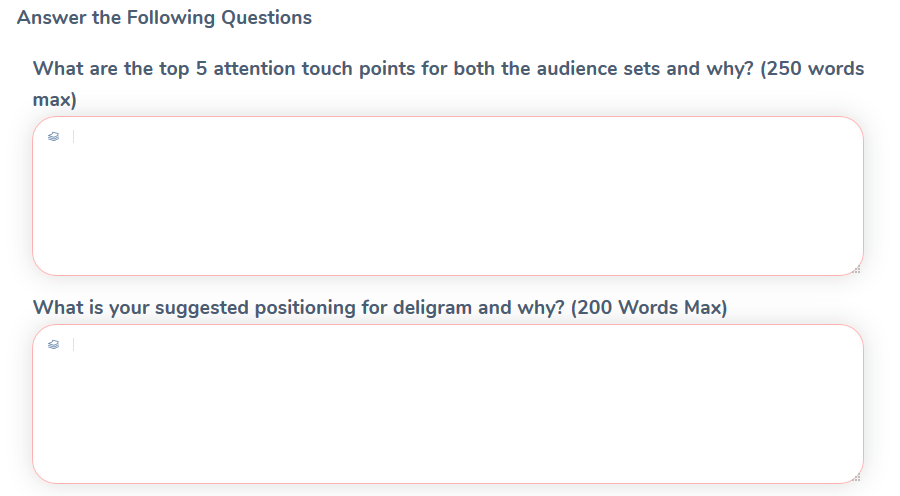 Answer the Following Questions
What are the top 5 attention touch points for both the audience sets and why? (250 words
max)
What is your suggested positioning for deligram and why? (200 Words Max)